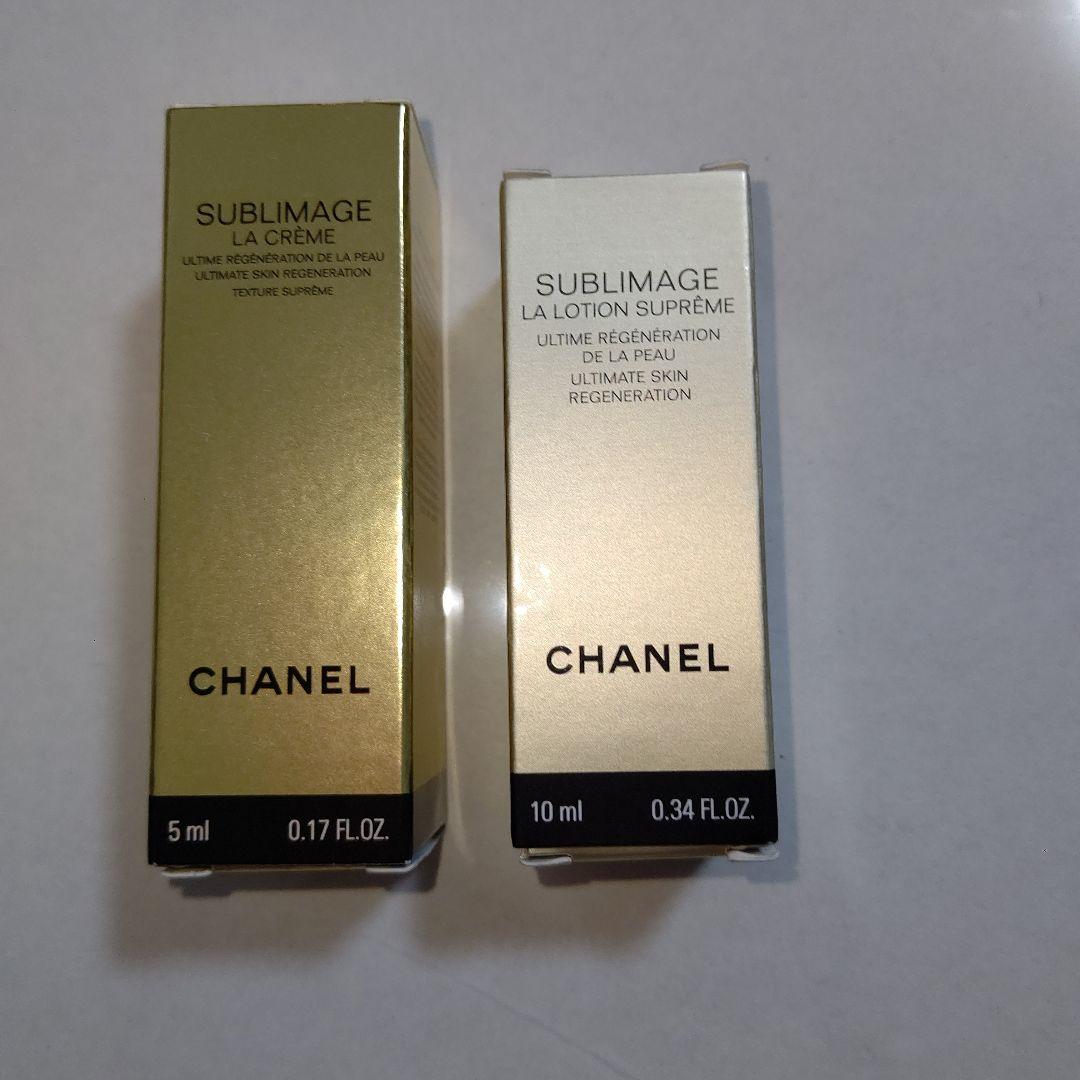 SUBLIMAGE
LA CRÈME
ULTIME RÉGÉNÉRATION DE LA PEAU
ULTIMATE SKIN REGENERATION
TEXTURE SUPRÊME
CHANEL
5 ml 0.17 FL.OZ.
SUBLIMAGE
LA LOTION SUPRÊME
ULTIME RÉGÉNÉRATION
DE LA PEAU
ULTIMATE SKIN
REGENERATION
CHANEL
10 ml 0.34 FL.OZ.